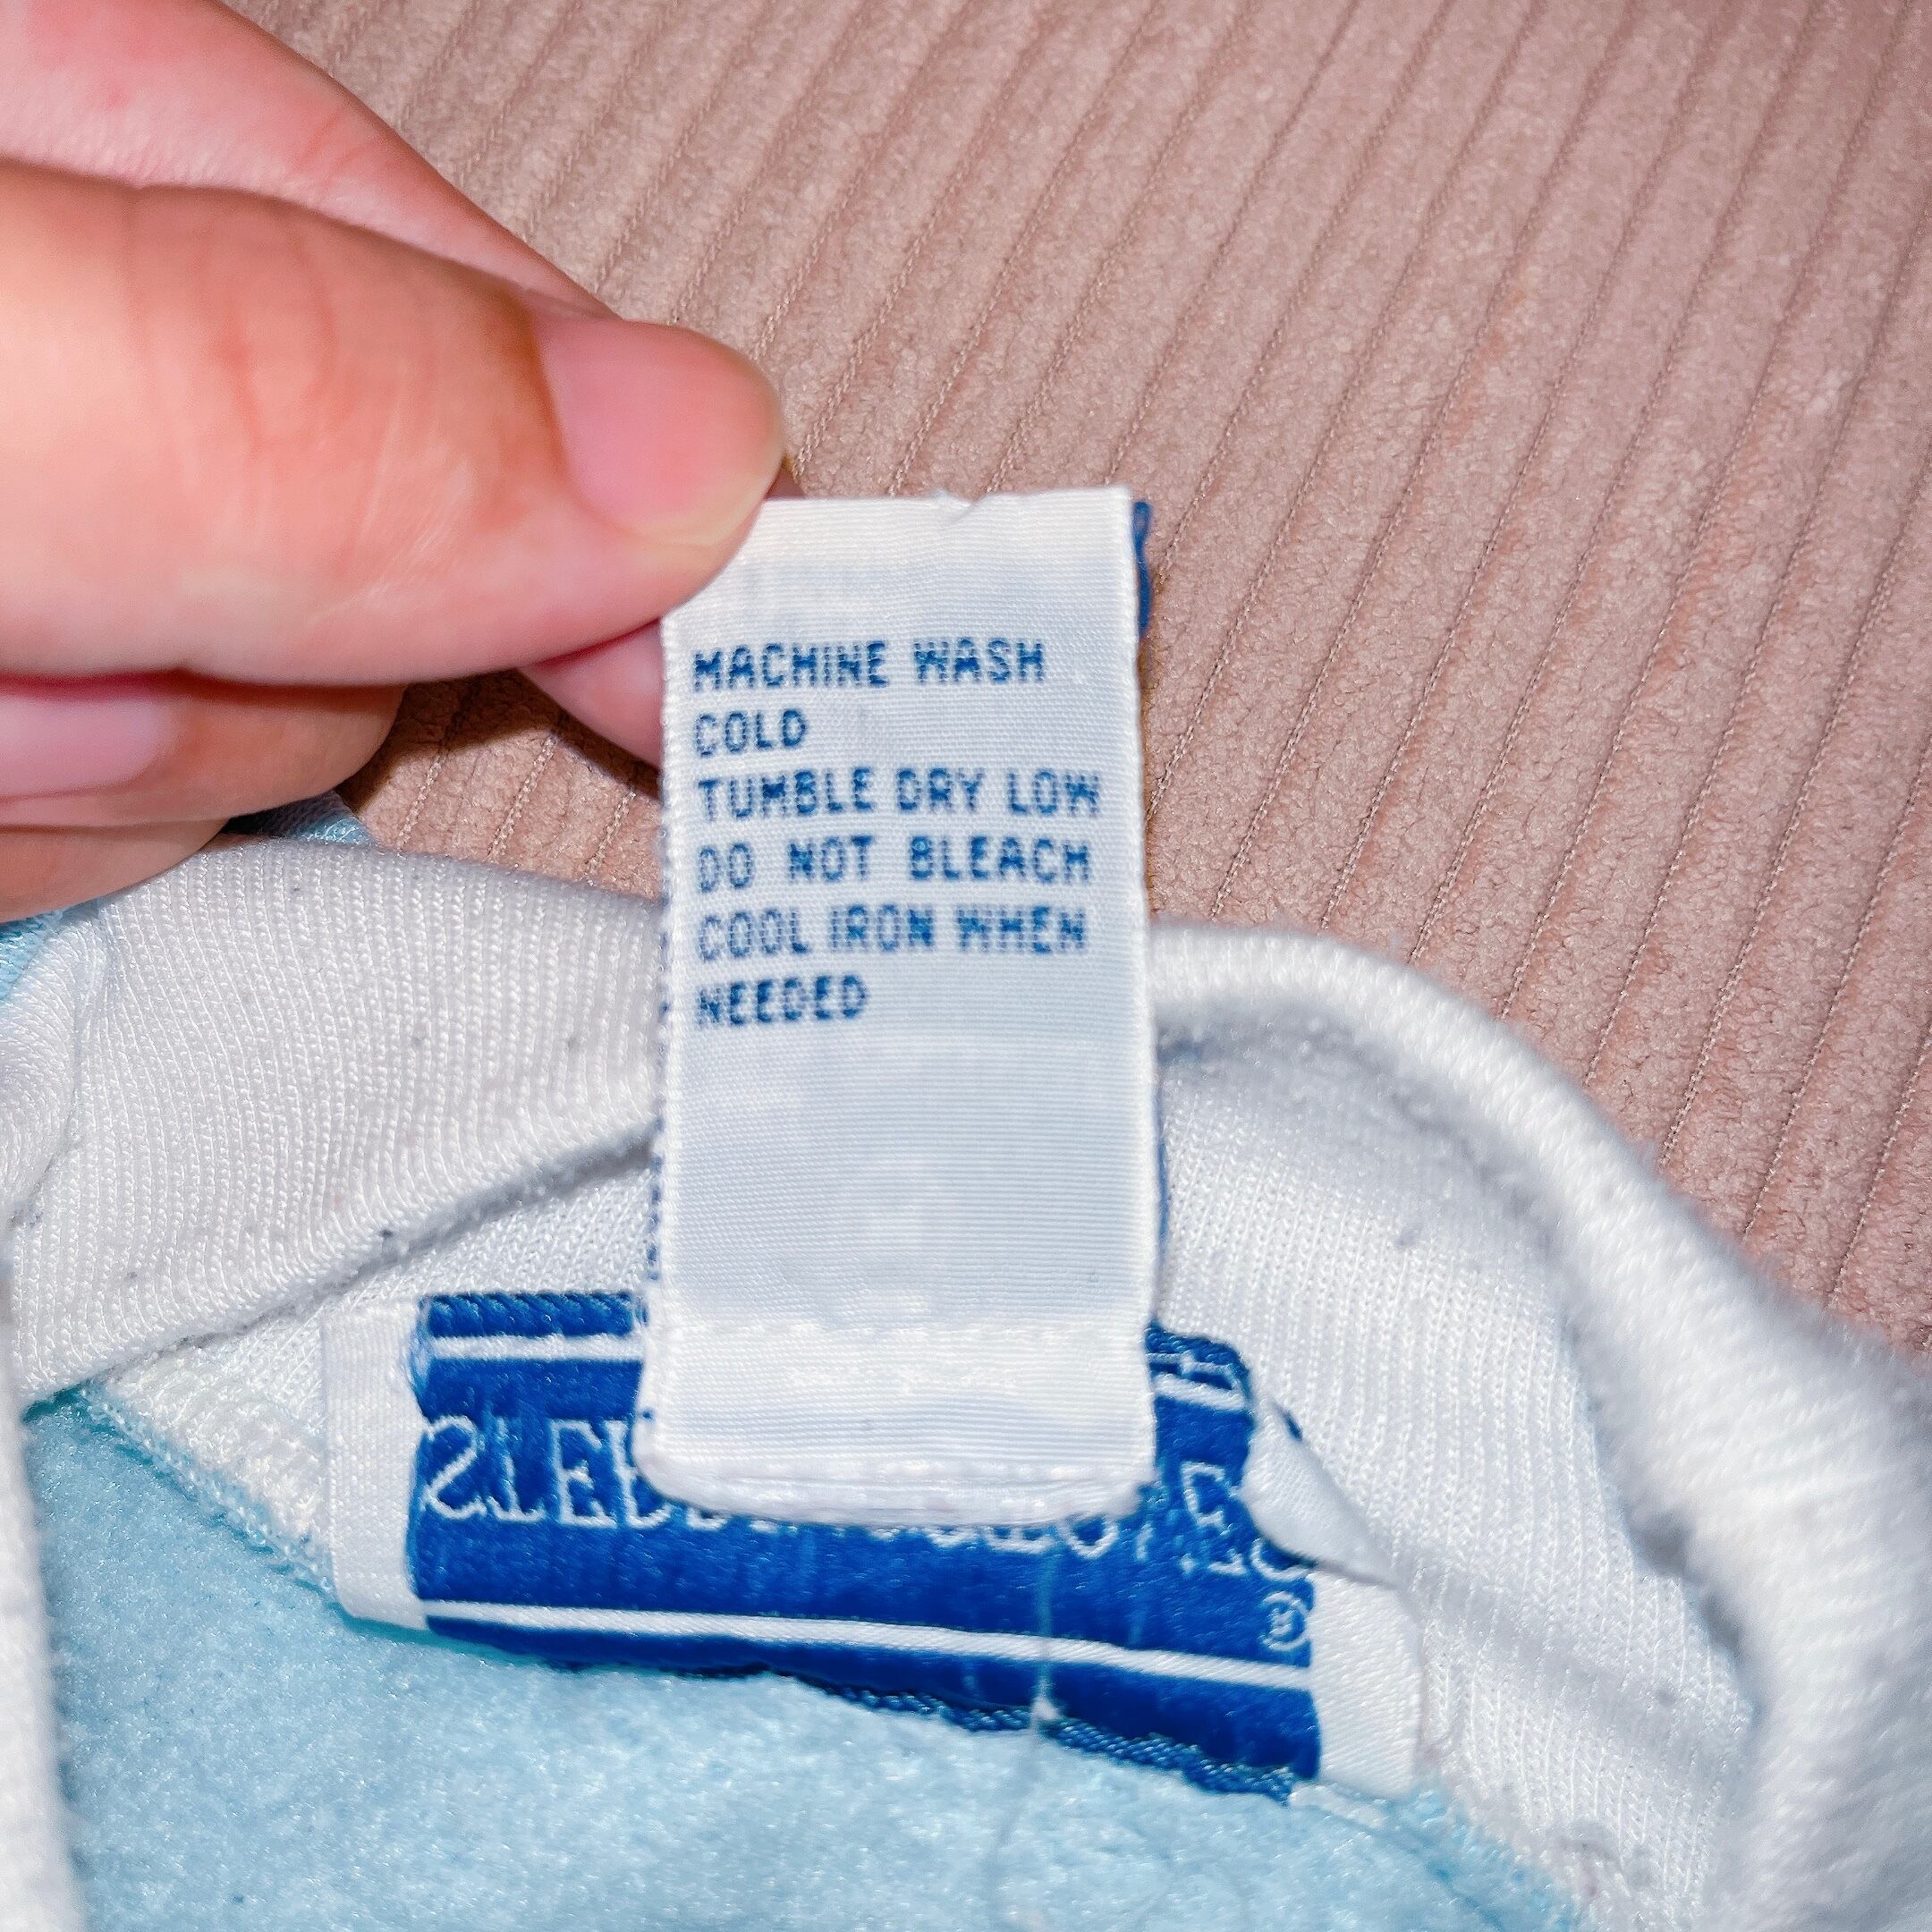 MACHINE WASH
COLD
TUMBLE DRY LOW
DO NOT BLEACH
COOL IRON WHEN
NEEDED
®